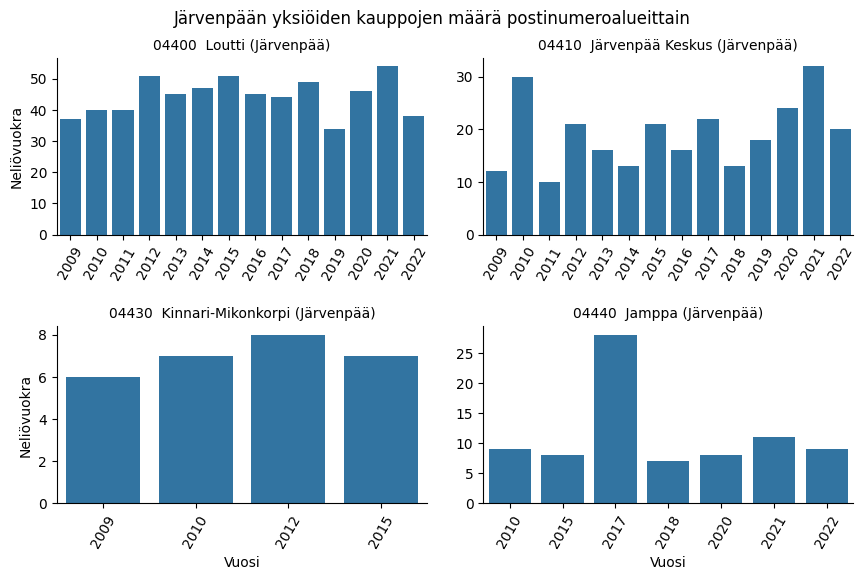 Järvenpään yksiöiden kauppojen määrä postinumeroalueittain
04400  Loutti (Järvenpää)
Neliövuokra
50
40
30
20
10
0
2009 2010 2011 2012 2013 2014 2015 2016 2017 2018 2019 2020 2021 2022
04410  Järvenpää Keskus (Järvenpää)
30
20
10
0
2009 2010 2011 2012 2013 2014 2015 2016 2017 2018 2019 2020 2021 2022
04430  Kinnari-Mikonkorpi (Järvenpää)
Neliövuokra
8
6
4
2
0
2009 2010 2012 2015
Vuosi
04440  Jamppa (Järvenpää)
25
20
15
10
5
0
2010 2015 2017 2018 2020 2021 2022
Vuosi